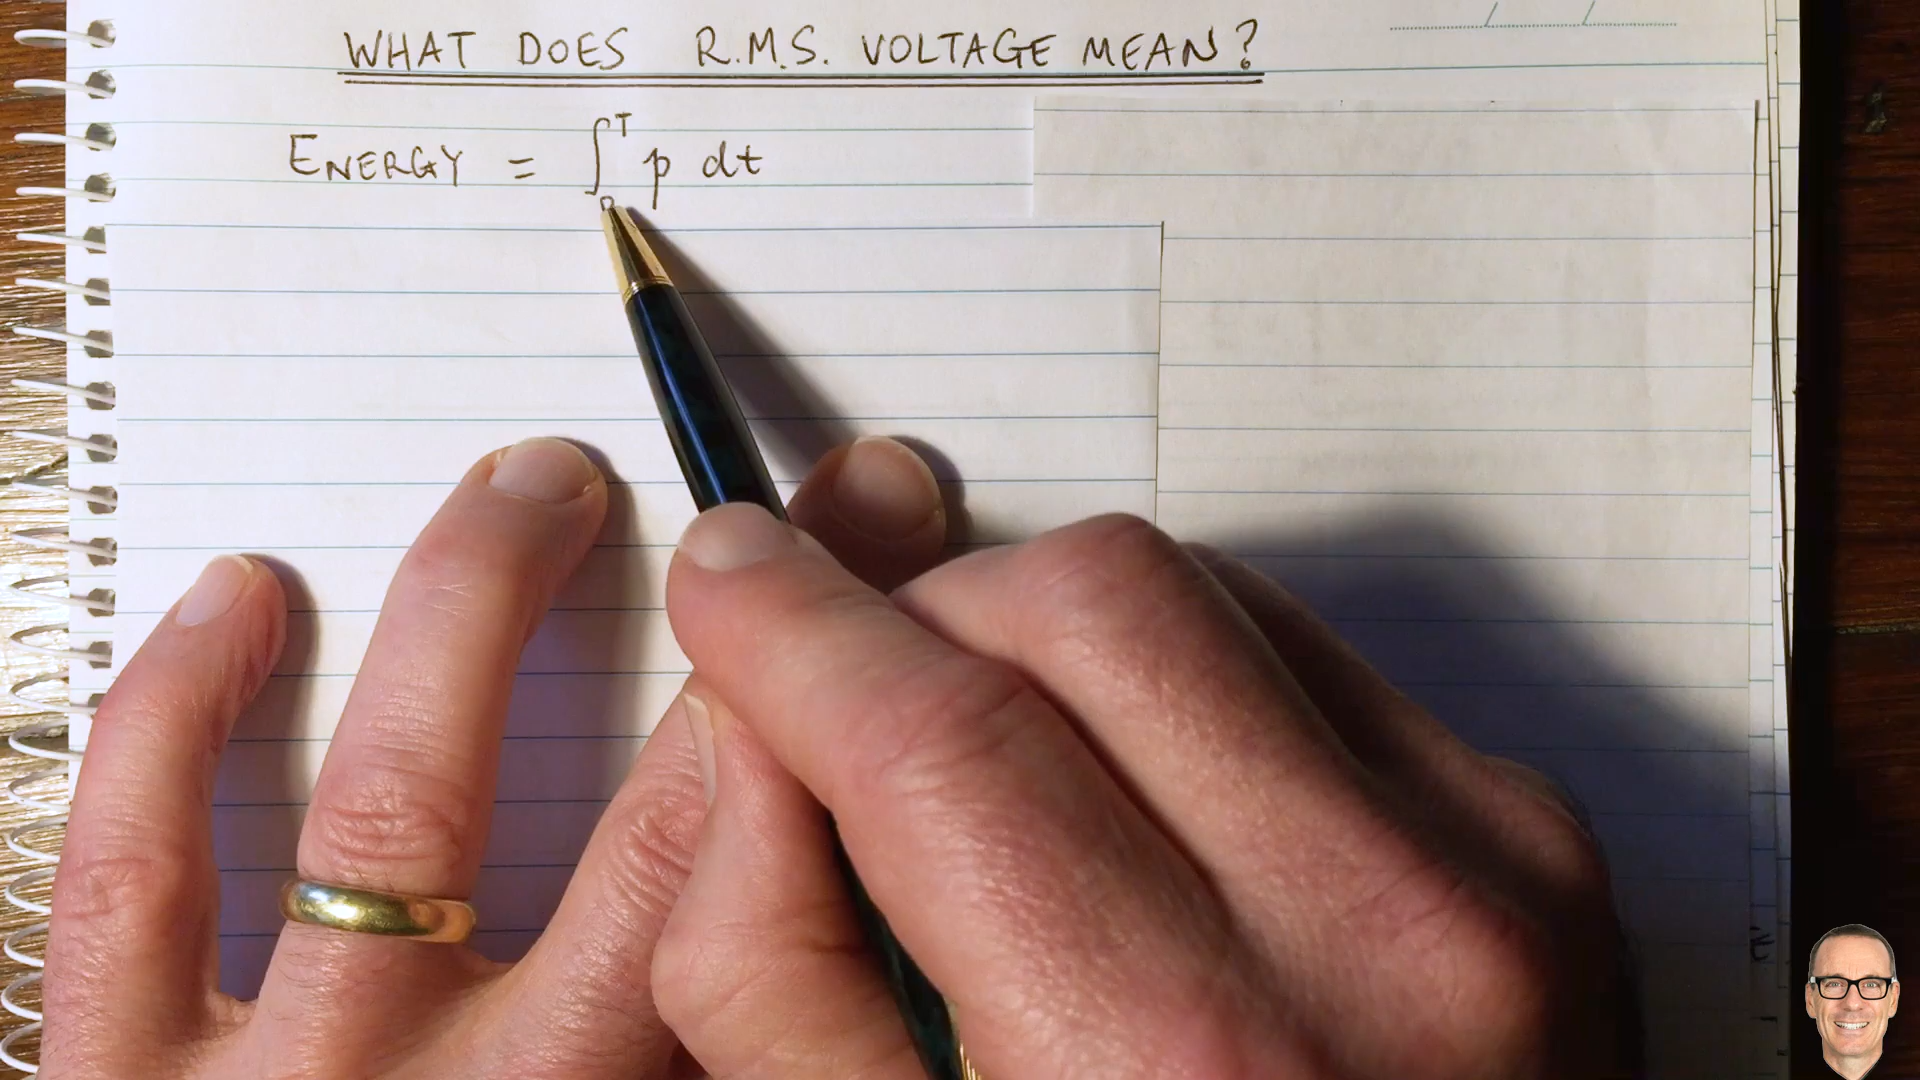 WHAT DOES R.M.S. VOLTAGE MEAN?
ENERGY = ∫₀ᵀ p dt